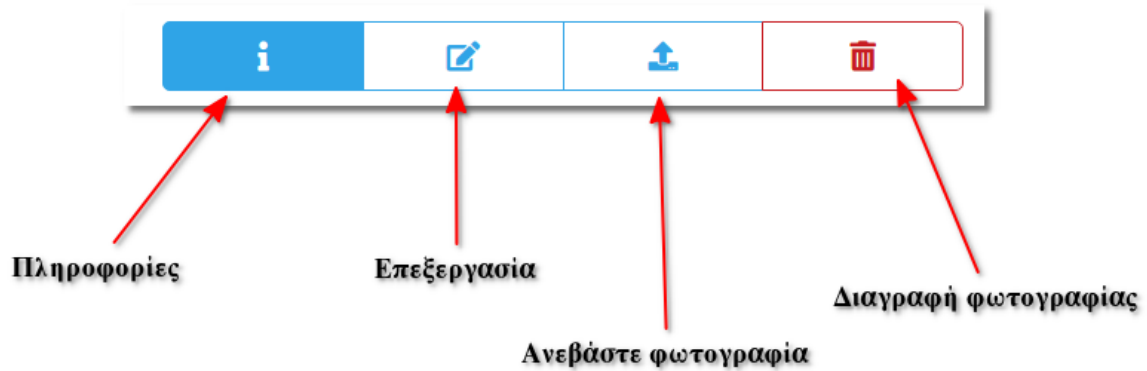 Πληροφορίες
Επεξεργασία
Διαγραφή φωτογραφίας
Ανεβάστε φωτογραφία